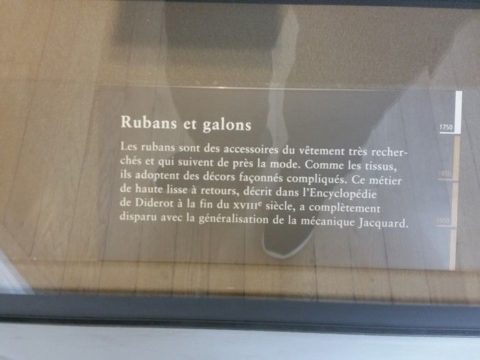 Rubans et galons
Les rubans sont des accessoires du vêtement très recher-
chés et qui suivent de près la mode. Comme les tissus,
ils adoptent des décors façonnés compliqués. Ce métier
de haute lisse à retours, décrit dans l'Encyclopédie
de Diderot à la fin du XVIIIe siècle, a complètement
disparu avec la généralisation de la mécanique Jacquard.
1750